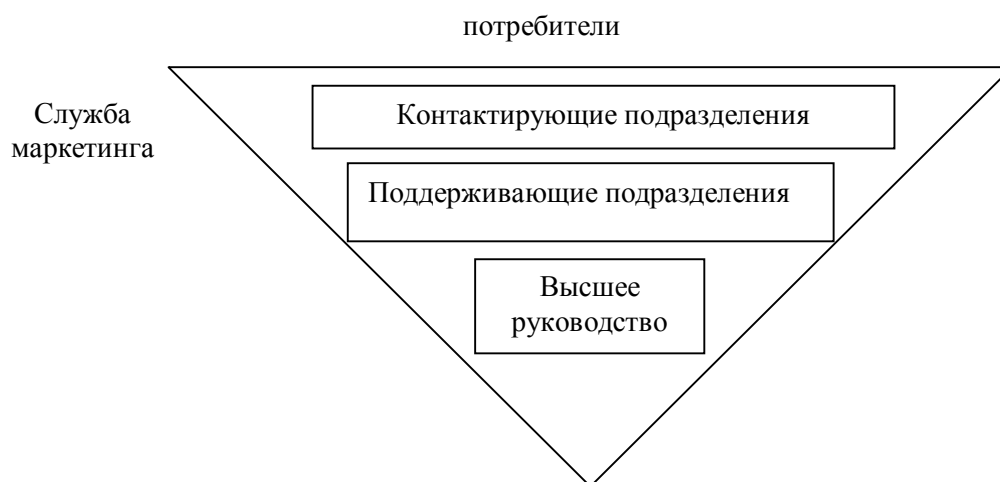 потребители
Служба
маркетинга
Контактирующие подразделения
Поддерживающие подразделения
Высшее
руководство